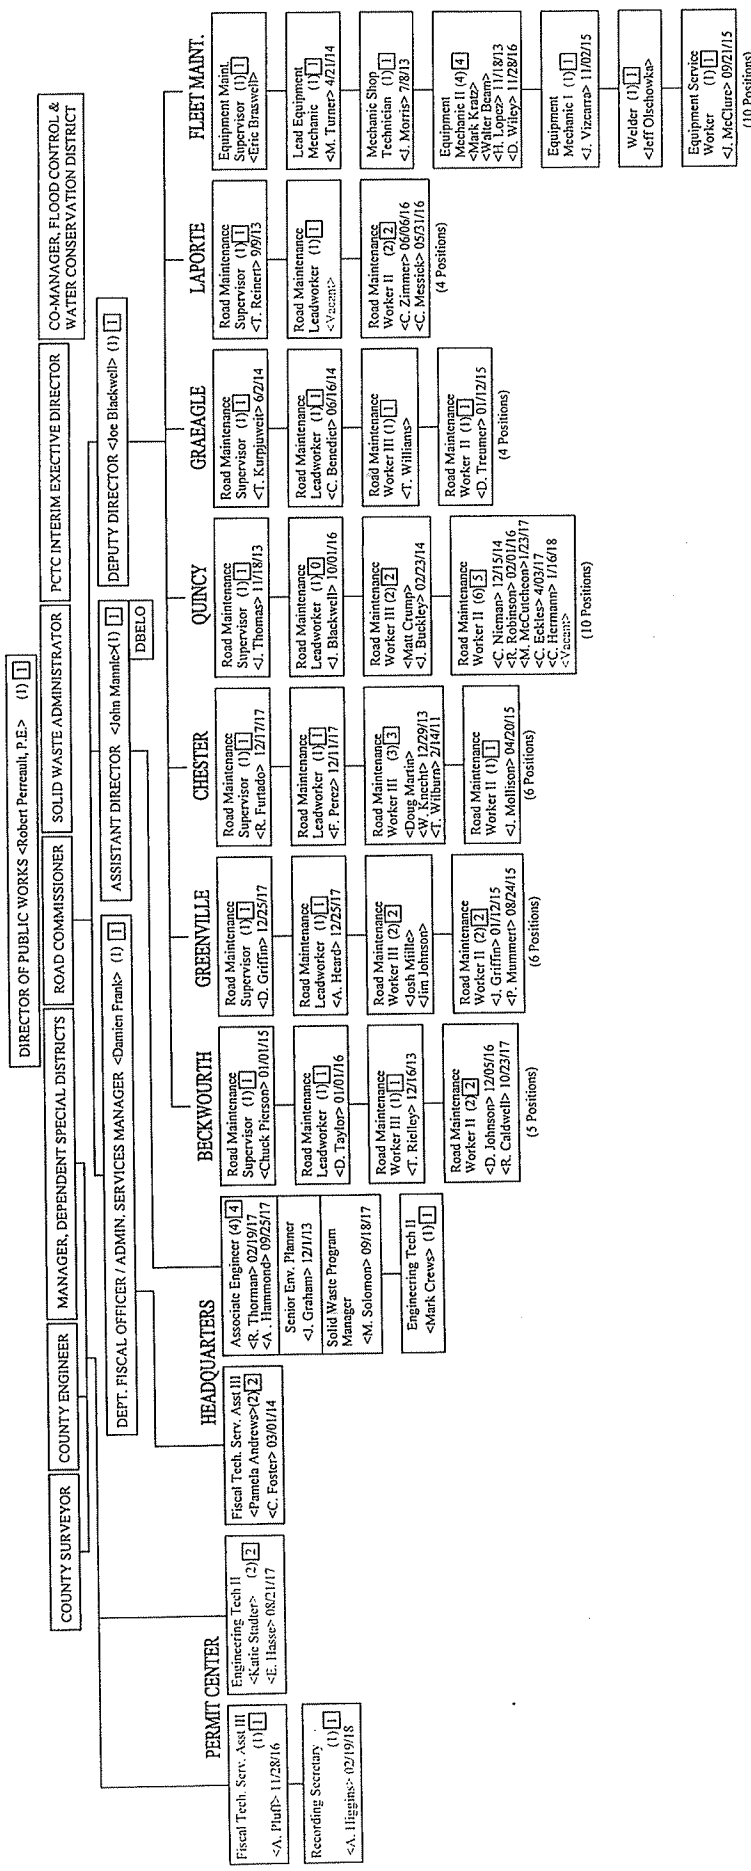 DIRECTOR OF PUBLIC WORKS <Robert Perreault, P.E.> (1) 1
COUNTY SURVEYOR
COUNTY ENGINEER
MANAGER, DEPENDENT SPECIAL DISTRICTS
ROAD COMMISSIONER
SOLID WASTE ADMINISTRATOR
PCTC INTERIM EXECTIVE DIRECTOR
CO-MANAGER, FLOOD CONTROL &
WATER CONSERVATION DISTRICT
DEPT. FISCAL OFFICER / ADMIN. SERVICES MANAGER <Damien Frank> (1) 1
ASSISTANT DIRECTOR <John Mannle>(1) 1
DBELO
DEPUTY DIRECTOR <Joe Blackwell> (1) 1
PERMIT CENTER
Fiscal Tech. Serv. Asst III
(1) 1
<A. Pluff> 11/28/16
Recording Secretary
(1) 1
<A. Higgins> 02/19/18
Engineering Tech II
<Katie Stadler> (2) 2
<E. Hasse> 08/21/17
HEADQUARTERS
Fiscal Tech. Serv. Asst III
<Pamela Andrews>(2) 2
<C. Foster> 03/01/14
Associate Engineer (4) 4
<R. Thorman> 02/19/17
<A. Hammond> 09/25/17
Senior Env. Planner
<J. Graham> 12/1/13
Solid Waste Program
Manager
<M. Solomon> 09/18/17
Engineering Tech II
<Mark Crews> (1) 1
BECKWOURTH
Road Maintenance
Supervisor (1) 1
<Chuck Pierson> 01/01/15
Road Maintenance
Leadworker (1) 1
<D. Taylor> 01/01/16
Road Maintenance
Worker III (1) 1
<T. Rielley> 12/16/13
Road Maintenance
Worker II (2) 2
<D. Johnson> 12/05/16
<R. Caldwell> 10/23/17
(5 Positions)
GREENVILLE
Road Maintenance
Supervisor (1) 1
<D. Griffin> 12/25/17
Road Maintenance
Leadworker (1) 1
<A. Heard> 12/25/17
Road Maintenance
Worker III (2) 2
<Josh Mille>
<Jim Johnson>
Road Maintenance
Worker II (2) 2
<J. Griffin> 01/12/15
<P. Mummert> 08/24/15
(6 Positions)
CHESTER
Road Maintenance
Supervisor (1) 1
<R. Furtado> 12/17/17
Road Maintenance
Leadworker (1) 1
<F. Perez> 12/11/17
Road Maintenance
Worker III (3) 3
<Doug Martin>
<W. Knecht> 12/29/13
<T. Wilburn> 2/14/11
Road Maintenance
Worker II (1) 1
<J. Mollison> 04/20/15
(6 Positions)
QUINCY
Road Maintenance
Supervisor (1) 1
<J. Thomas> 11/18/13
Road Maintenance
Leadworker (1) 0
<J. Blackwell> 10/01/16
Road Maintenance
Worker III (2) 2
<Matt Crump>
<J. Buckley> 02/23/14
Road Maintenance
Worker II (6) 5
<C. Nieman> 12/15/14
<R. Robinson> 02/01/16
<M. McCutcheon>1/23/17
<C. Eckles> 4/03/17
<C. Hermann> 1/16/18
<Vacant>
(10 Positions)
GRAEAGLE
Road Maintenance
Supervisor (1) 1
<T. Kurpjuweit> 6/2/14
Road Maintenance
Leadworker (1) 1
<C. Benedict> 06/16/14
Road Maintenance
Worker III (1) 1
<T. Williams>
Road Maintenance
Worker II (1) 1
<D. Treumer> 01/12/15
(4 Positions)
LAPORTE
Road Maintenance
Supervisor (1) 1
<T. Reinert> 9/9/13
Road Maintenance
Leadworker (1) 1
<Vacant>
Road Maintenance
Worker II (2) 2
<C. Zimmer> 06/06/16
<C. Messick> 05/31/16
(4 Positions)
FLEET MAINT.
Equipment Maint.
Supervisor (1) 1
<Eric Braswell>
Lead Equipment
Mechanic (1) 1
<M. Turner> 4/21/14
Mechanic Shop
Technician (1) 1
<J. Morris> 7/8/13
Equipment
Mechanic II (4) 4
<Mark Kratz>
<Walter Beam>
<H. Lopez> 11/18/13
<D. Wiley> 11/28/16
Equipment
Mechanic I (1) 1
<J. Vizcarra> 11/02/15
Welder (1) 1
<Jeff Olschowka>
Equipment Service
Worker (1) 1
<J. McClure> 09/21/15
(10 Positions)